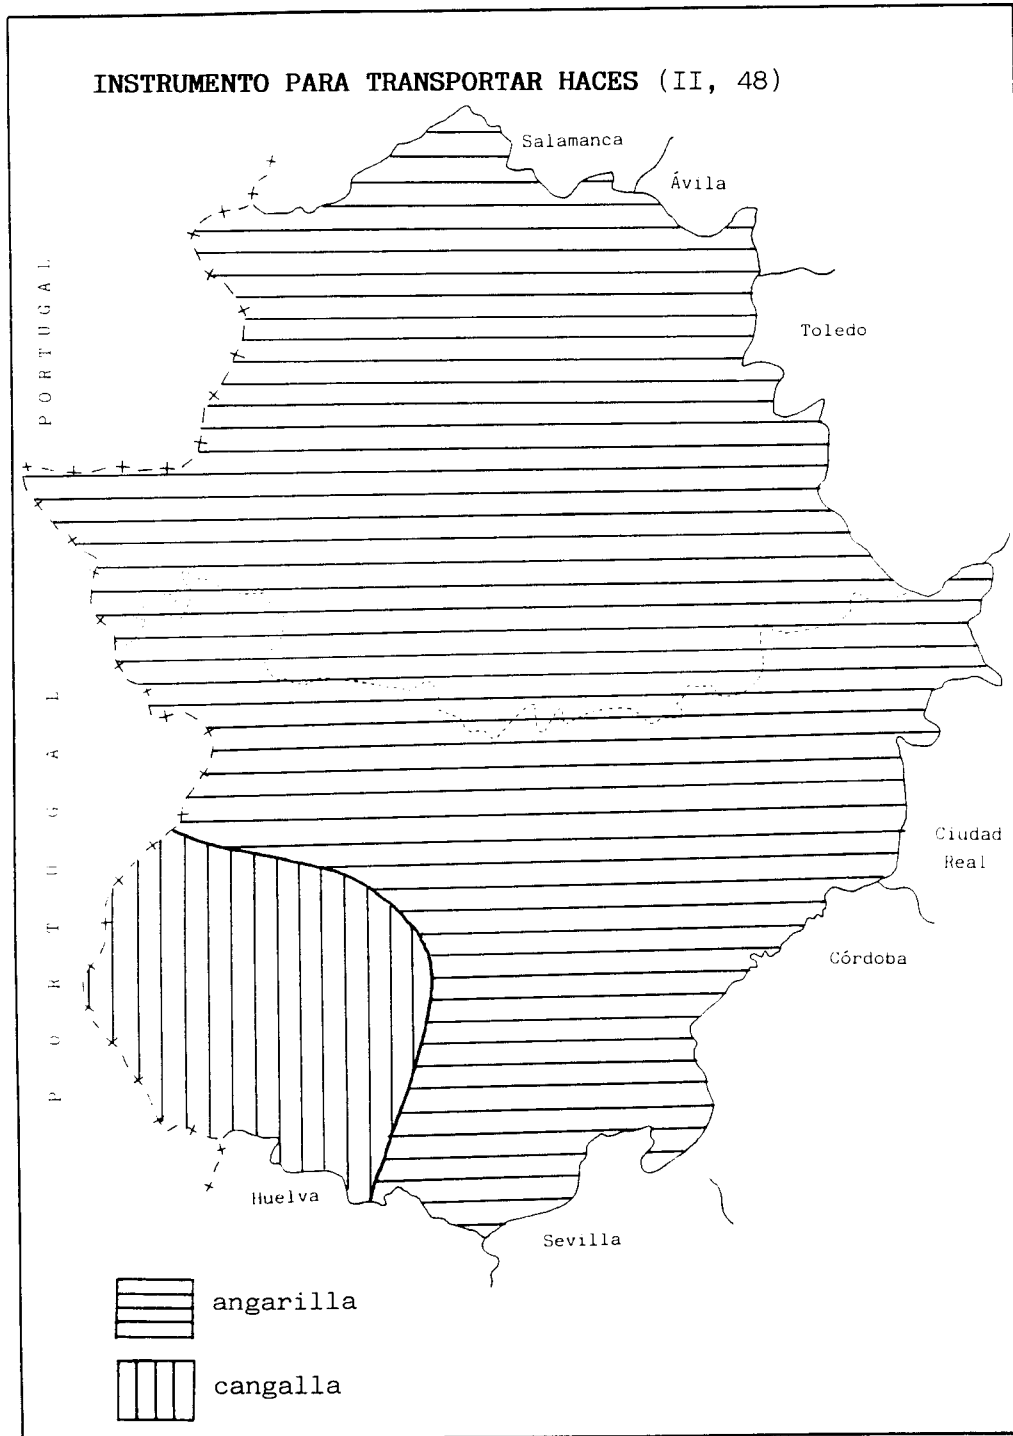 INSTRUMENTO PARA TRANSPORTAR HACES (II, 48)
Salamanca
Ávila
PORTUGAL
Toledo
PORTUGAL
Ciudad
Real
Córdoba
Huelva
Sevilla
angarilla
cangalla